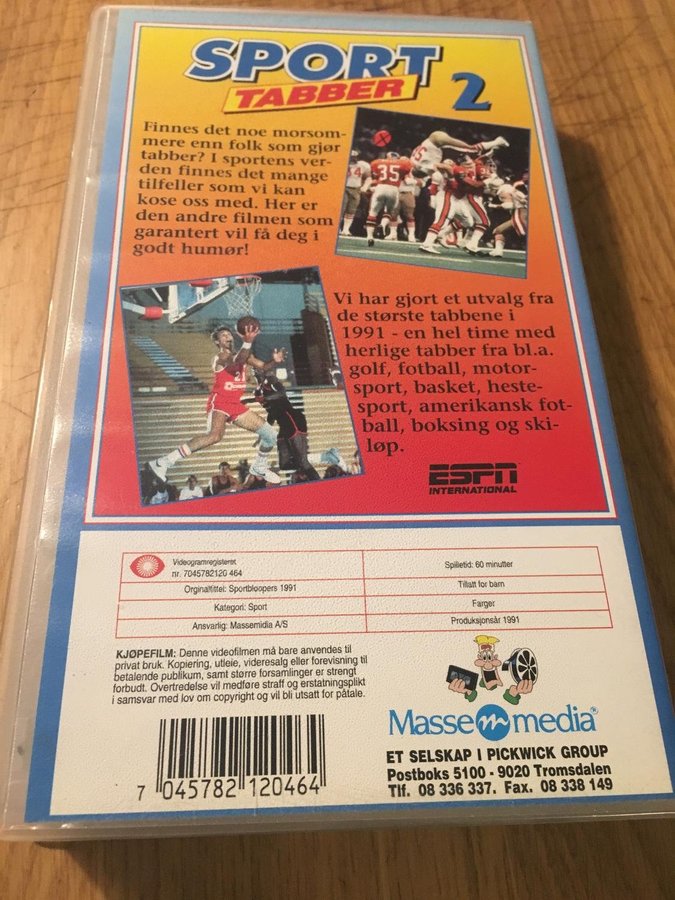 SPORT
TABBER 2
Finnes det noe morsom-
mere enn folk som gjør
tabber? I sportens ver-
den finnes det mange
tilfeller som vi kan
kose oss med. Her er
den andre filmen som
garantert vil få deg i
godt humør!
35
Vi har gjort et utvalg fra
de største tabbene i
1991 - en hel time med
herlige tabber fra bl.a.
golf, fotball, motor-
sport, basket, heste-
sport, amerikansk fot-
ball, boksing og ski-
løp.
ESPN
INTERNATIONAL
Videogramregisteret
nr. 7045782120 464
Orginaltittel: Sportbloopers 1991
Kategori: Sport
Ansvarlig: Massemidia A/S
Spilletid: 60 minutter
Tillatt for barn
Farger
Produksjonsår 1991
KJØPEFILM: Denne videofilmen må bare anvendes til
privat bruk. Kopiering, utleie, videresalg eller forevisning til
betalende publikum, samt større forsamlinger er strengt
forbudt. Overtredelse vil medføre straff og erstatningsplikt
i samsvar med lov om copyright og vil bli utsatt for påtale.
7 045782 120464
Masse m media®
ET SELSKAP I PICKWICK GROUP
Postboks 5100 - 9020 Tromsdalen
Tlf. 08 336 337. Fax. 08 338 149